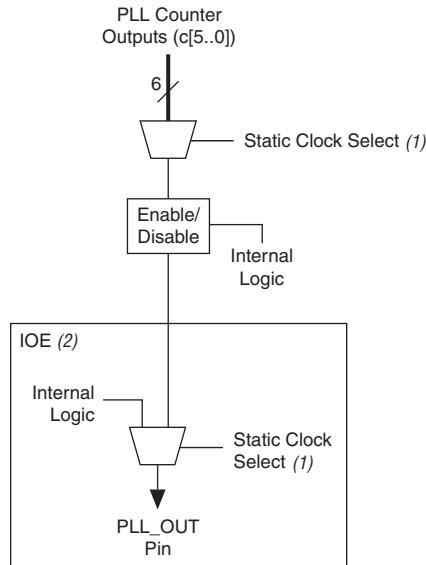 PLL Counter
Outputs (c[5..0])
6
Static Clock Select (1)
Enable/
Disable
Internal
Logic
IOE (2)
Internal
Logic
Static Clock
Select (1)
PLL_OUT
Pin